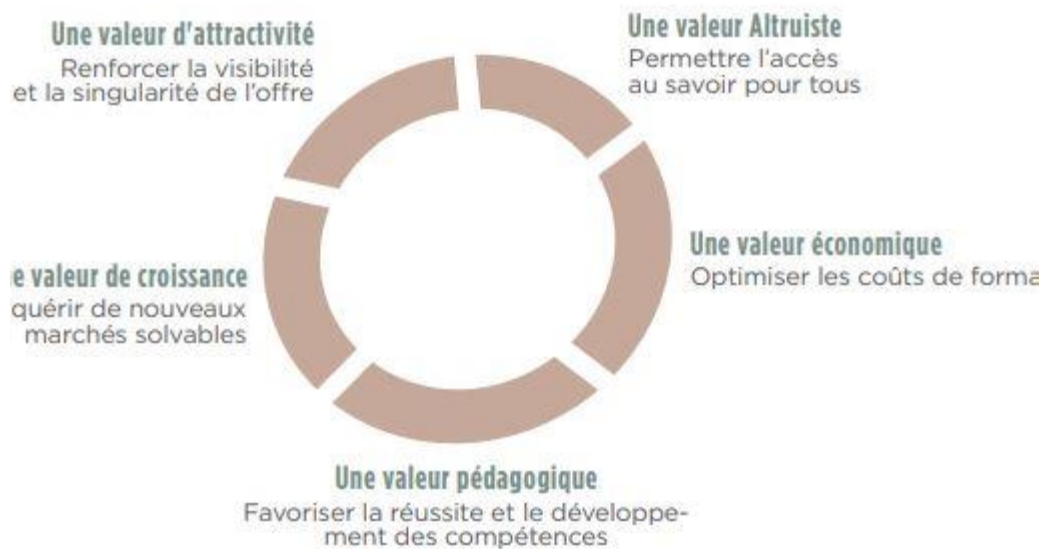 Une valeur d'attractivité
Renforcer la visibilité
et la singularité de l'offre
Une valeur Altruiste
Permettre l'accès
au savoir pour tous
Une valeur économique
Optimiser les coûts de forma
Une valeur pédagogique
Favoriser la réussite et le développe-
ment des compétences
e valeur de croissance
quérir de nouveaux
marchés solvables